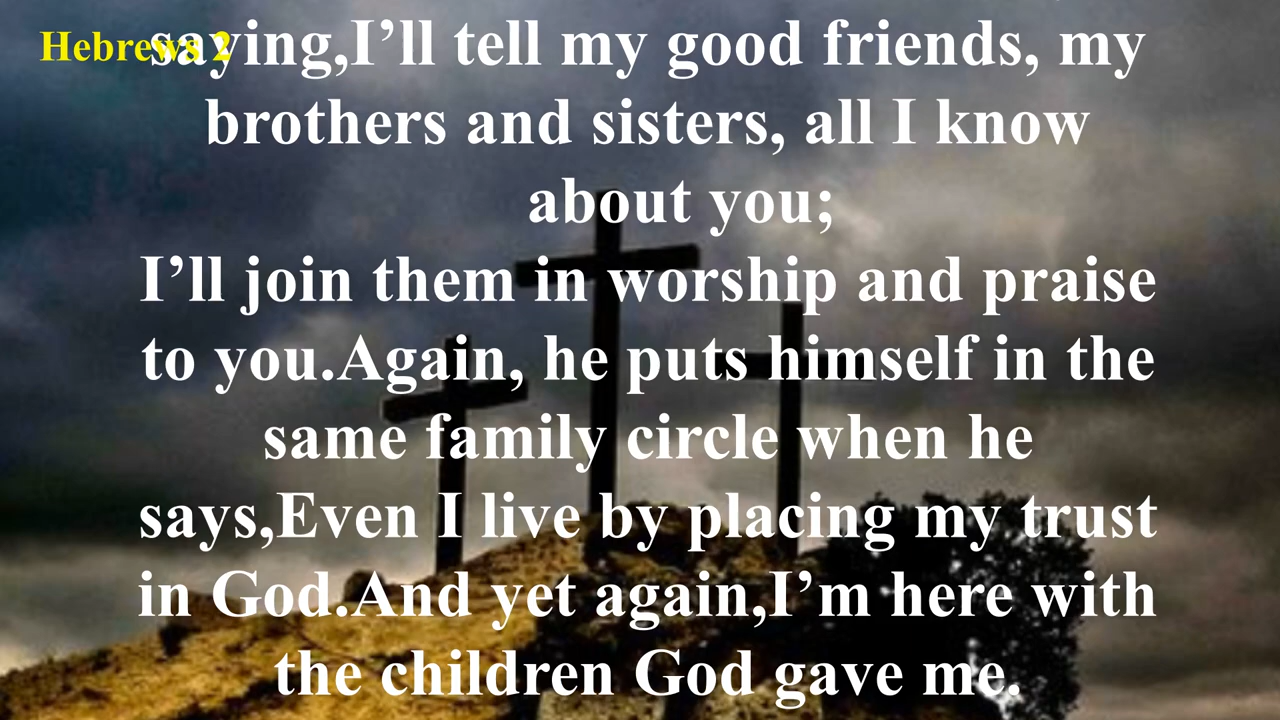 Hebrews 2
saying,I’ll tell my good friends, my
brothers and sisters, all I know
about you;
I’ll join them in worship and praise
to you.Again, he puts himself in the
same family circle when he
says,Even I live by placing my trust
in God.And yet again,I’m here with
the children God gave me.